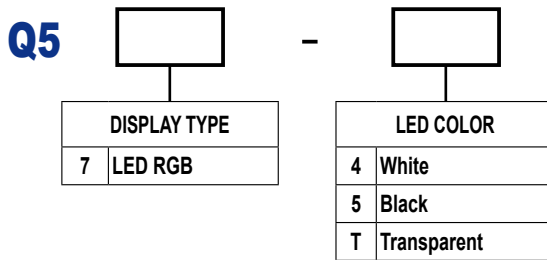 Q5 –
DISPLAY TYPE
7 LED RGB
LED COLOR
4 White
5 Black
T Transparent